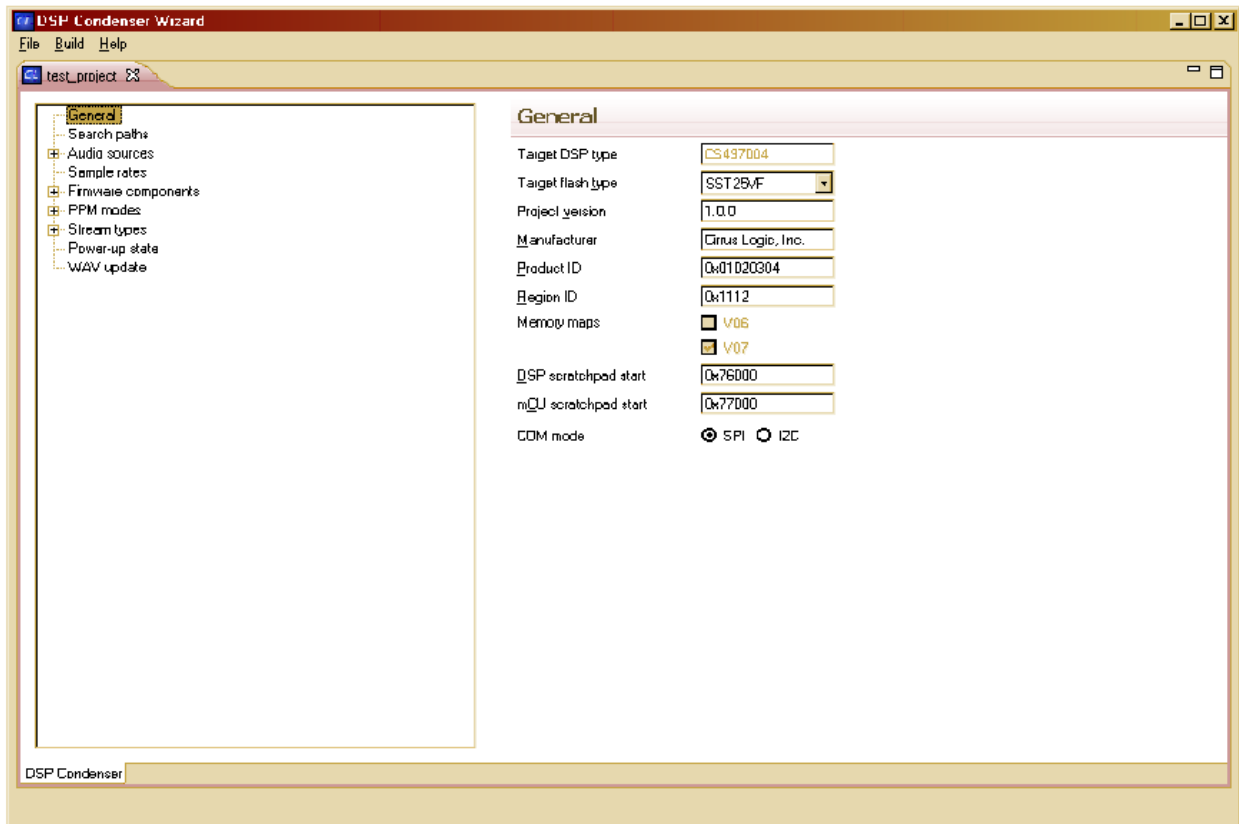 DSP Condenser Wizard
File Build Help
test_project
General
Search paths
Audio sources
Sample rates
Firmware components
PPM modes
Stream types
Power-up state
WAV update
General
Target DSP type CS497004
Target flash type SST25VF
Project version 1.0.0
Manufacturer Cirrus Logic, Inc.
Product ID 0x01020304
Region ID 0x1112
Memory maps V06
V07
DSP scratchpad start 0x76000
mCU scratchpad start 0x77000
COM mode SPI I2C
DSP Condenser